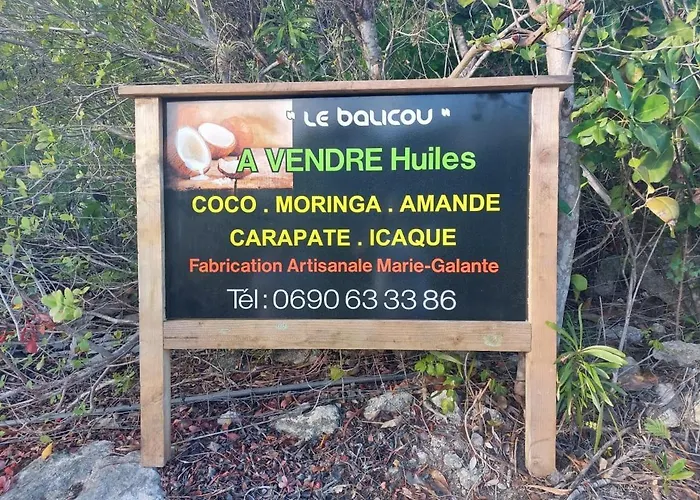 " LE BALICOU "
A VENDRE Huiles
COCO . MORINGA . AMANDE
CARAPATE . ICAQUE
Fabrication Artisanale Marie-Galante
Tél : 0690 63 33 86